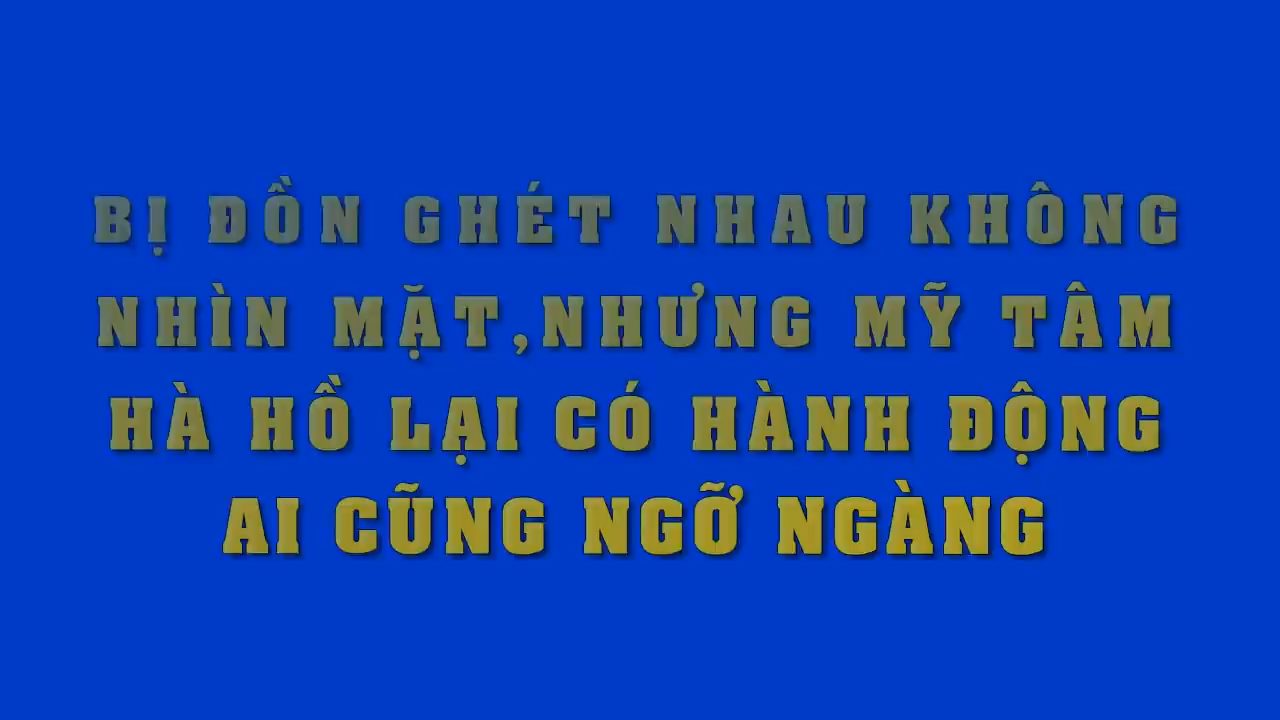 BỊ ĐỒN GHÉT NHAU KHÔNG
NHÌN MẶT,NHƯNG MỸ TÂM
HÀ HỒ LẠI CÓ HÀNH ĐỘNG
AI CŨNG NGỠ NGÀNG